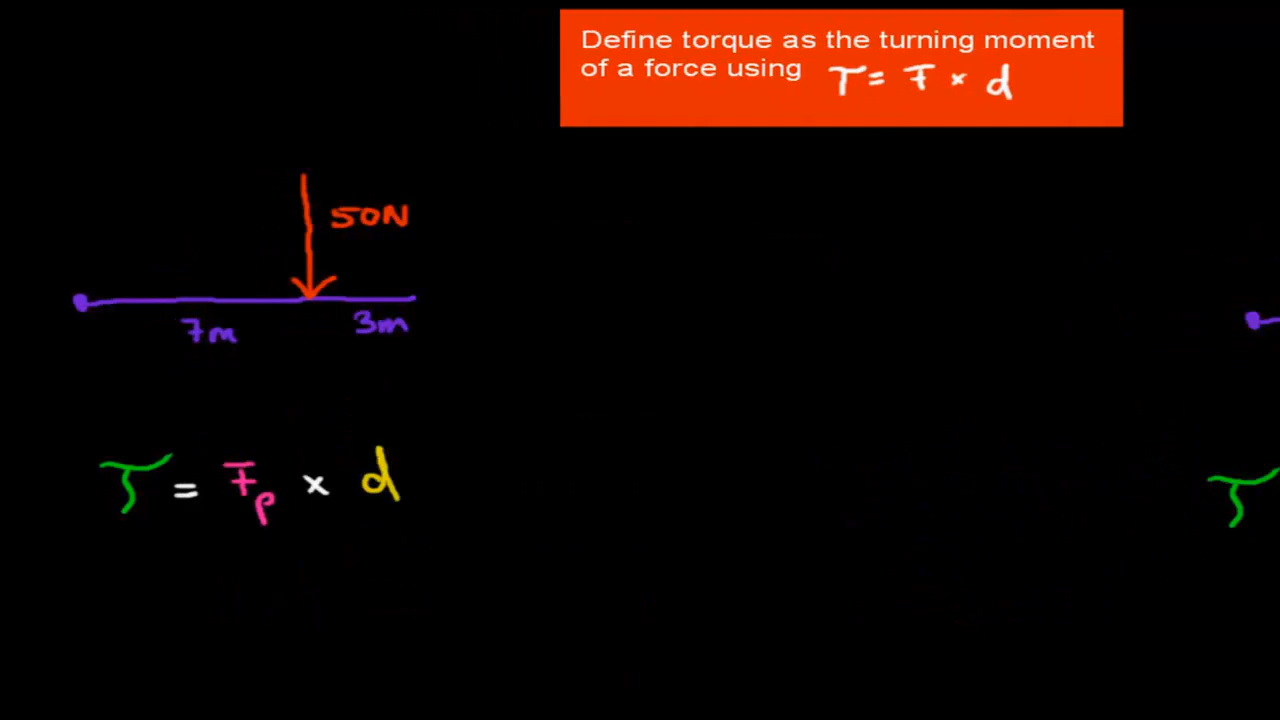 Define torque as the turning moment
of a force using τ = F × d
50N
7m 3m
τ = Fp × d
τ